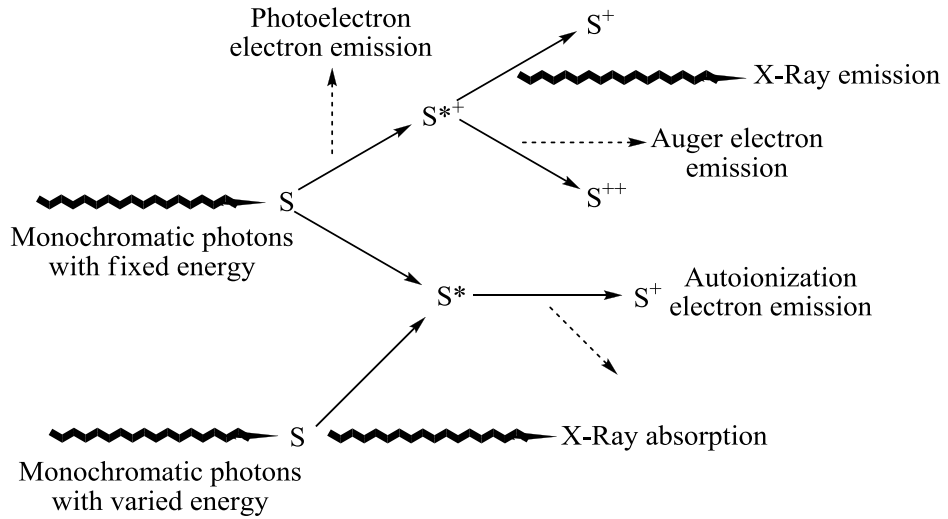 Photoelectron
electron emission
S⁺
X-Ray emission
S*⁺
Auger electron
emission
S⁺⁺
S
Monochromatic photons
with fixed energy
S*
S⁺
Autoionization
electron emission
S
X-Ray absorption
Monochromatic photons
with varied energy